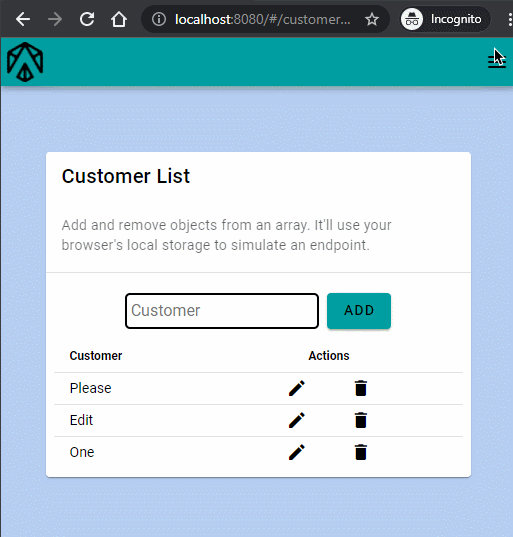 localhost:8080/#/customer...
Incognito
Customer List
Add and remove objects from an array. It'll use your
browser's local storage to simulate an endpoint.
Customer
ADD
Customer Actions
Please
Edit
One